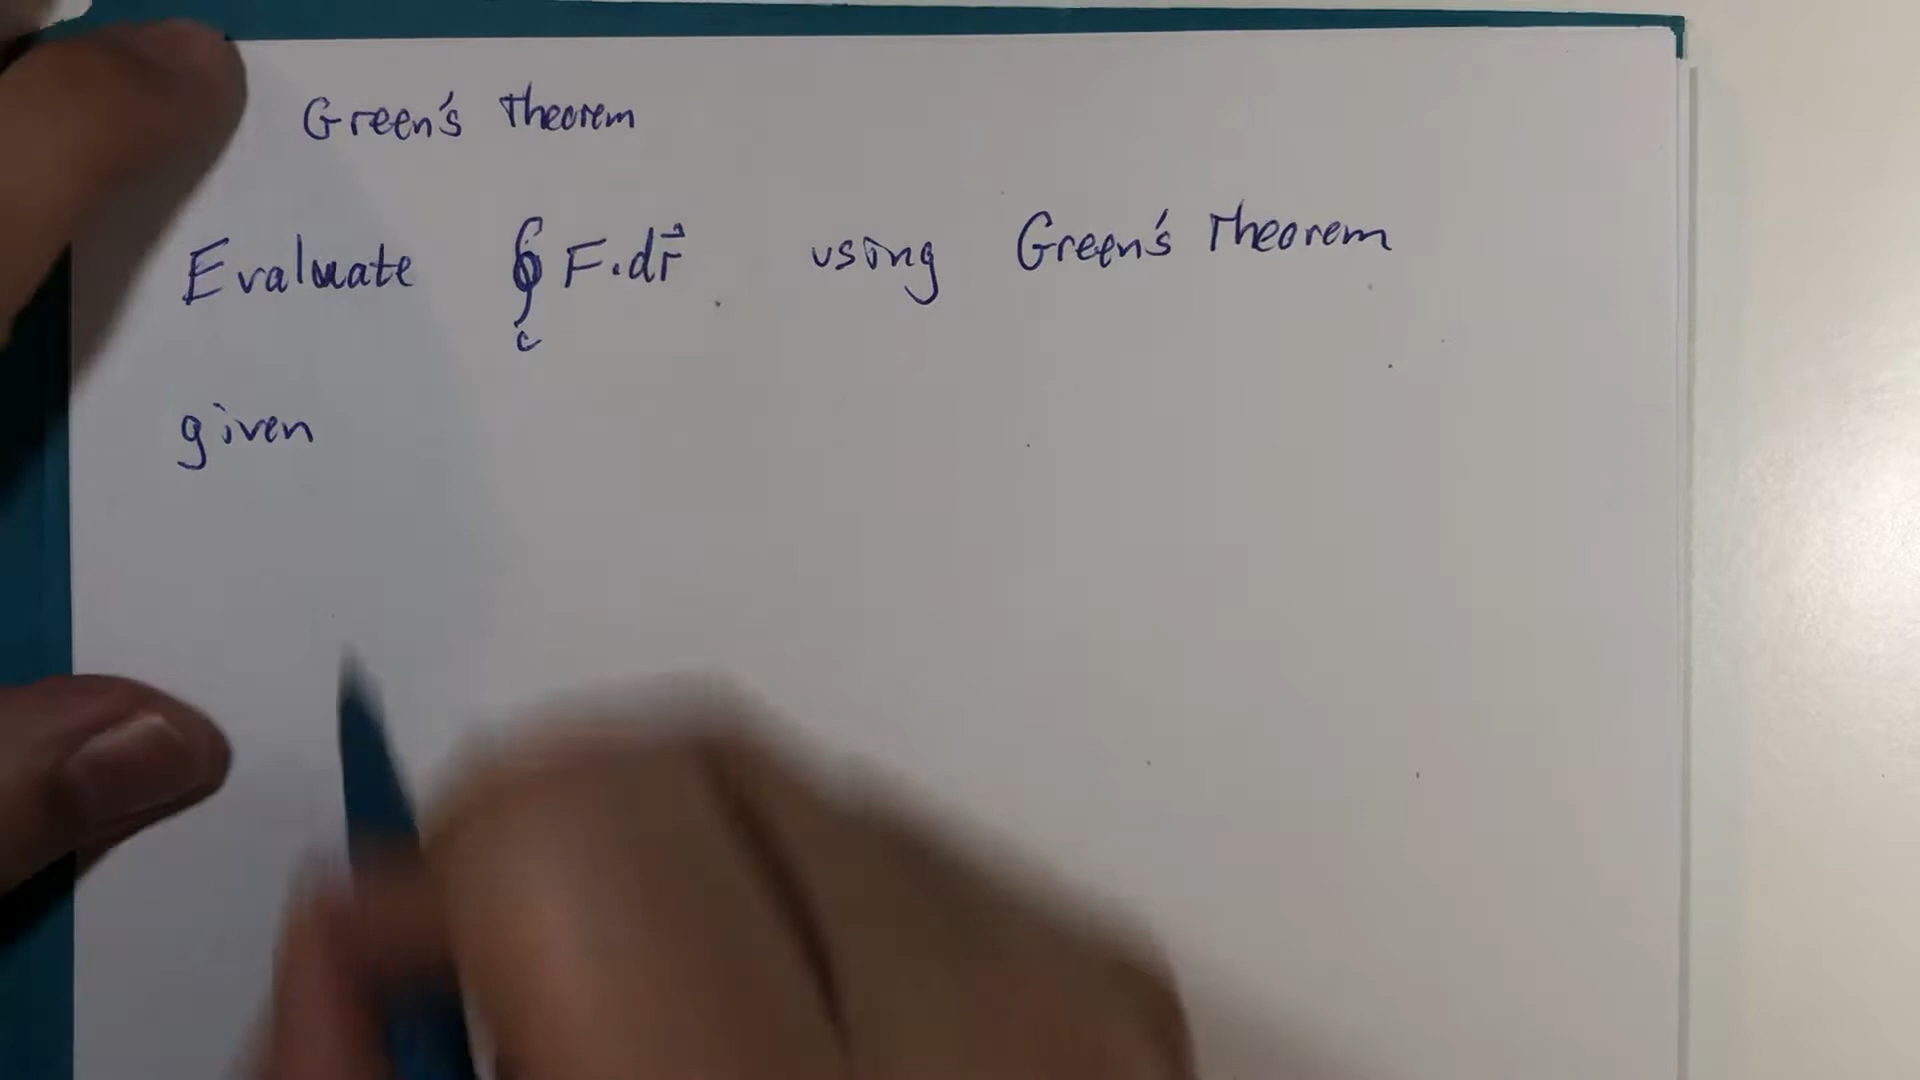 Green's Theorem
Evaluate ∮_c F·dr⃗ using Green's Theorem
given